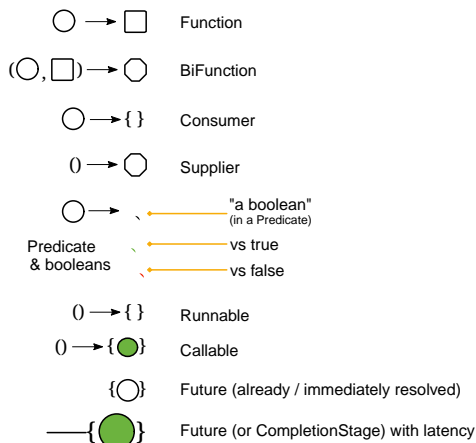 Function
( , ) BiFunction
{ } Consumer
() Supplier
"a boolean"
(in a Predicate)
Predicate
& booleans
vs true
vs false
() { } Runnable
() { } Callable
{ } Future (already / immediately resolved)
{ } Future (or CompletionStage) with latency